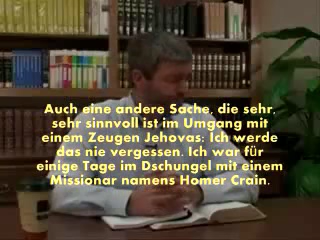 Auch eine andere Sache, die sehr,
sehr sinnvoll ist im Umgang mit
einem Zeugen Jehovas: Ich werde
das nie vergessen. Ich war für
einige Tage im Dschungel mit einem
Missionar namens Homer Crain.